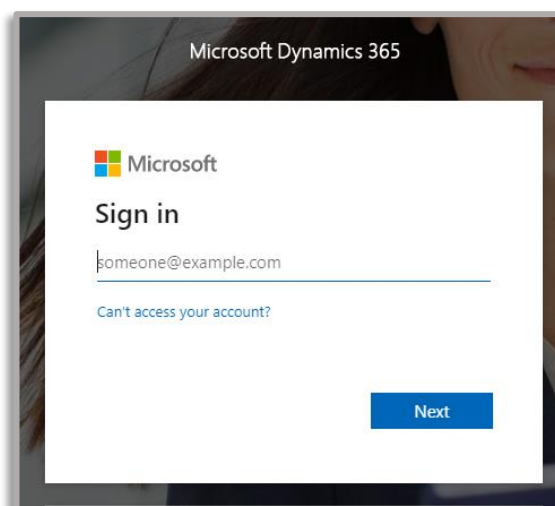 Microsoft Dynamics 365
Microsoft
Sign in
someone@example.com
Can't access your account?
Next